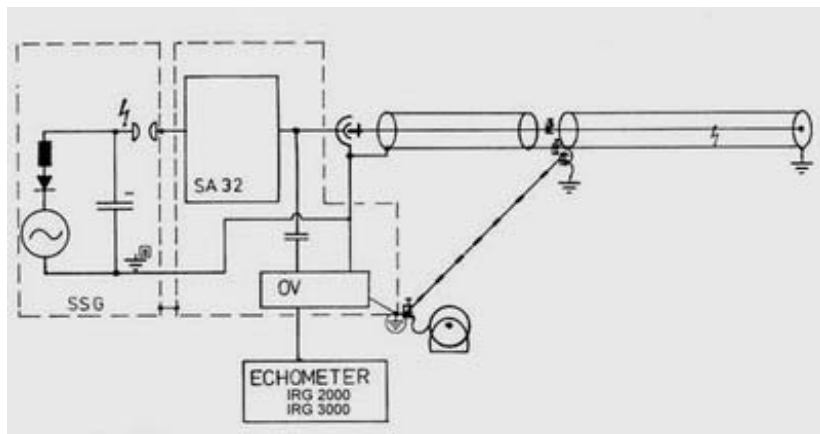 SA 32
SSG
OV
ECHOMETER
IRG 2000
IRG 3000